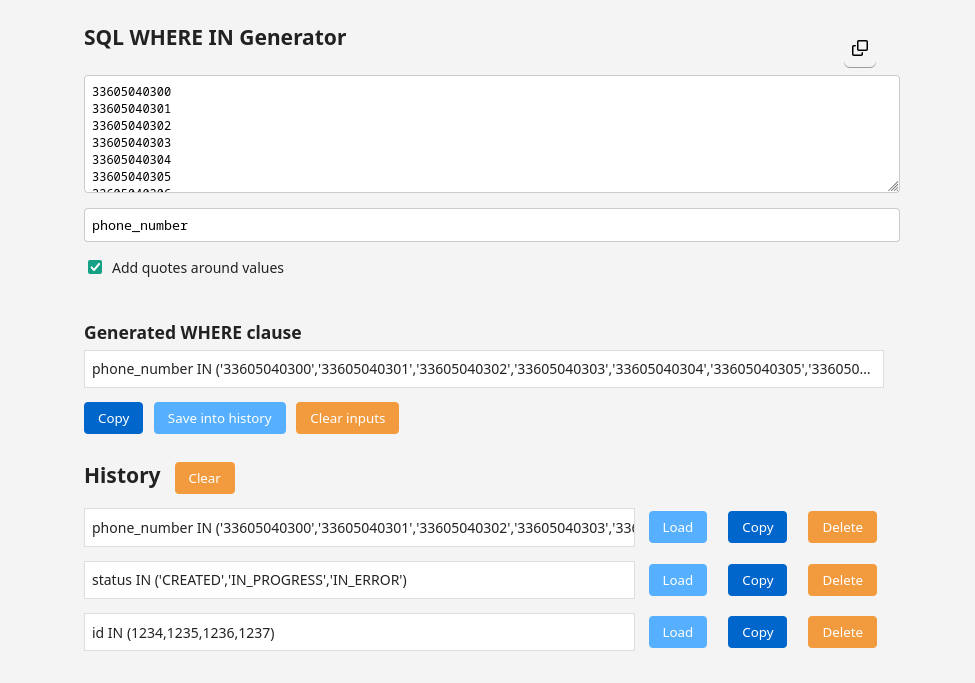 SQL WHERE IN Generator
33605040300
33605040301
33605040302
33605040303
33605040304
33605040305
phone_number
Add quotes around values
Generated WHERE clause
phone_number IN ('33605040300','33605040301','33605040302','33605040303','33605040304','33605040305','336050...
Copy
Save into history
Clear inputs
History
Clear
phone_number IN ('33605040300','33605040301','33605040302','33605040303','336
Load
Copy
Delete
status IN ('CREATED','IN_PROGRESS','IN_ERROR')
Load
Copy
Delete
id IN (1234,1235,1236,1237)
Load
Copy
Delete